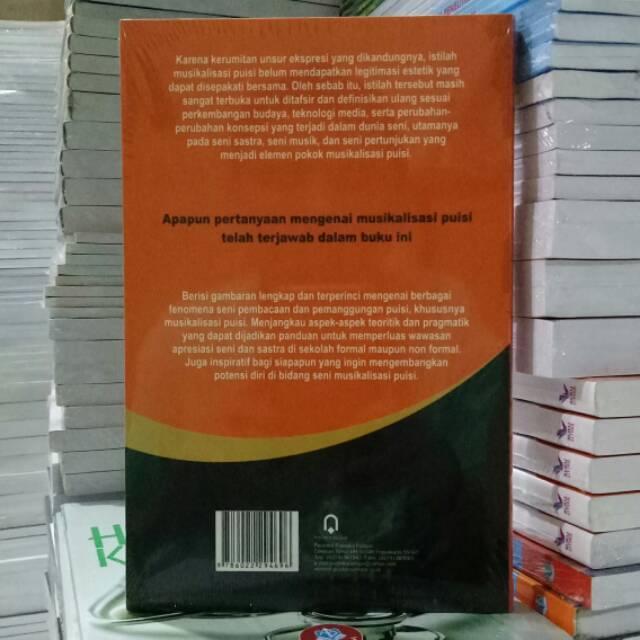 Karena kerumitan unsur ekspresi yang dikandungnya, istilah
musikalisasi puisi belum mendapatkan legitimasi estetik yang
dapat disepakati bersama. Oleh sebab itu, istilah tersebut masih
sangat terbuka untuk ditafsir dan definisikan ulang sesuai
perkembangan budaya, teknologi media, serta perubahan-
perubahan konsepsi yang terjadi dalam dunia seni, utamanya
pada seni sastra, seni musik, dan seni pertunjukan yang
menjadi elemen pokok musikalisasi puisi.
Apapun pertanyaan mengenai musikalisasi puisi
telah terjawab dalam buku ini
Berisi gambaran lengkap dan terperinci mengenai berbagai
fenomena seni pembacaan dan pemanggungan puisi, khususnya
musikalisasi puisi. Menjangkau aspek-aspek teoritik dan pragmatik
yang dapat dijadikan panduan untuk memperluas wawasan
apresiasi seni dan sastra di sekolah formal maupun non formal.
Juga inspiratif bagi siapapun yang ingin mengembangkan
potensi diri di bidang seni musikalisasi puisi.